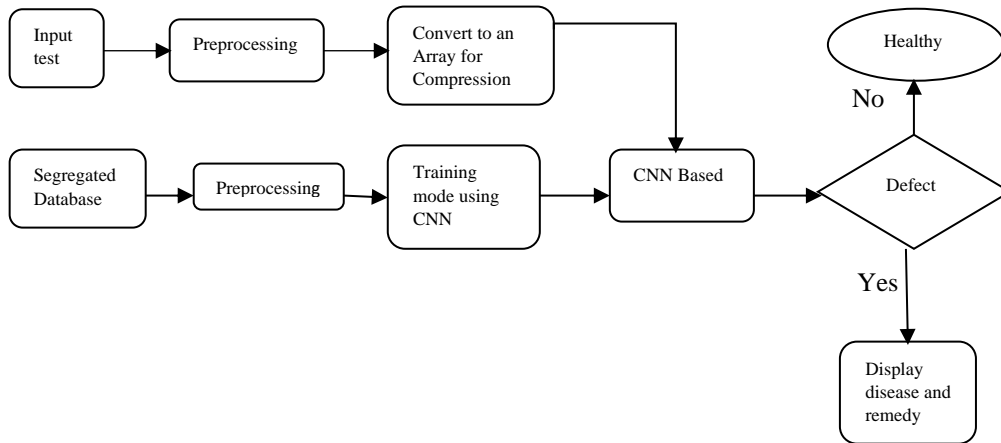 Input
test
Preprocessing
Convert to an
Array for
Compression
Healthy
No
Segregated
Database
Preprocessing
Training
mode using
CNN
CNN Based
Defect
Yes
Display
disease and
remedy